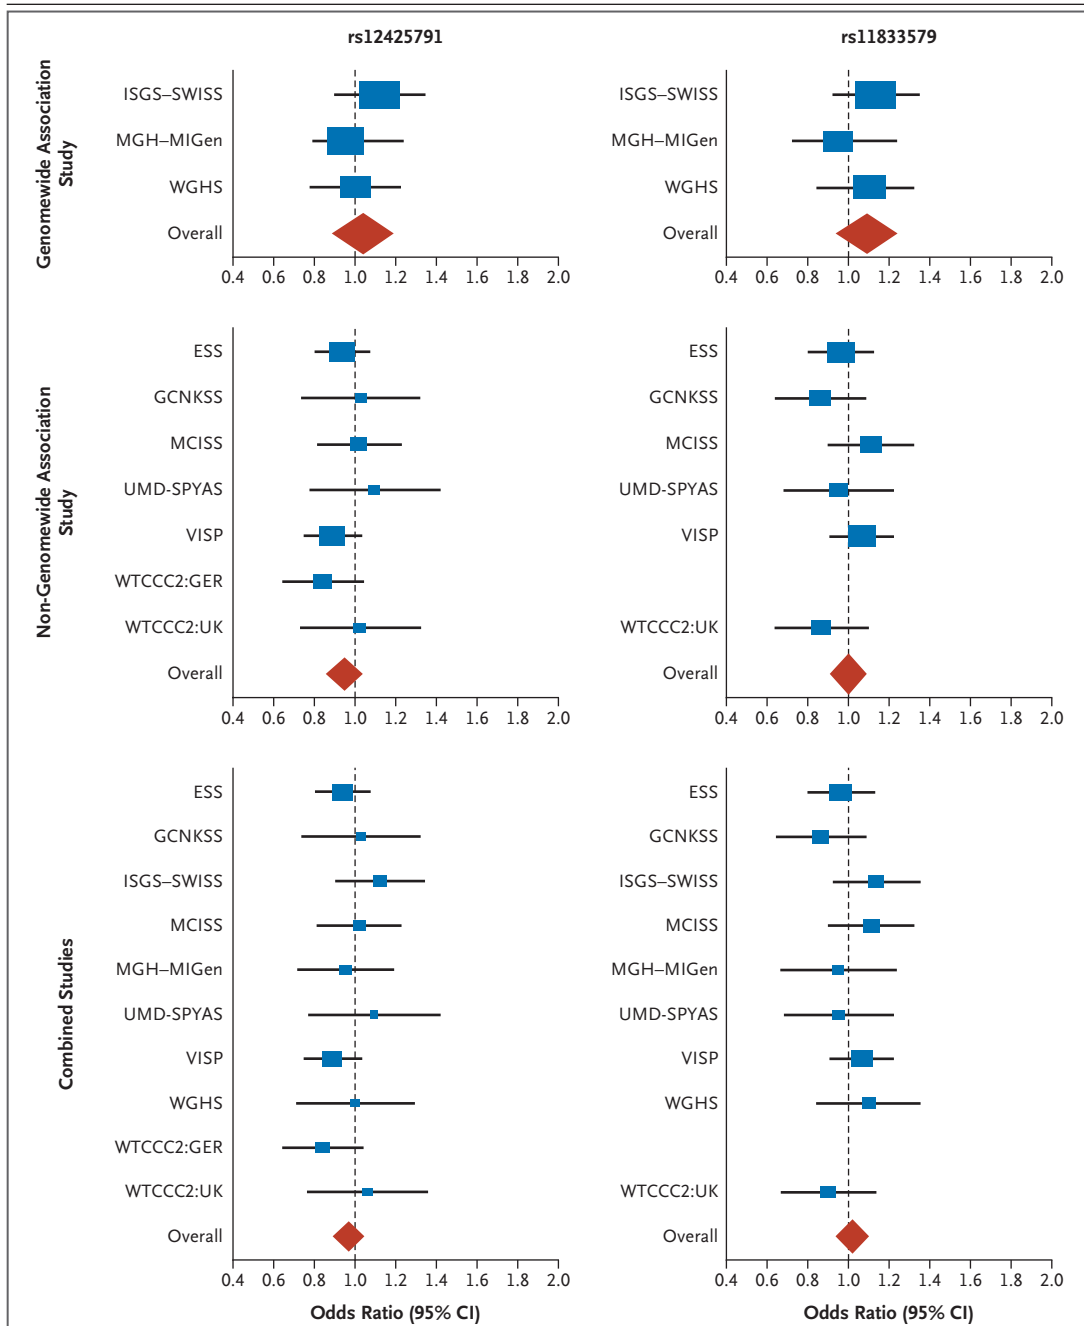 rs12425791
rs11833579
Genomewide Association
Study
ISGS–SWISS
MGH–MIGen
WGHS
Overall
0.4 0.6 0.8 1.0 1.2 1.4 1.6 1.8 2.0
ISGS–SWISS
MGH–MIGen
WGHS
Overall
0.4 0.6 0.8 1.0 1.2 1.4 1.6 1.8 2.0
Non-Genomewide Association
Study
ESS
GCNKSS
MCISS
UMD-SPYAS
VISP
WTCCC2:GER
WTCCC2:UK
Overall
0.4 0.6 0.8 1.0 1.2 1.4 1.6 1.8 2.0
ESS
GCNKSS
MCISS
UMD-SPYAS
VISP
WTCCC2:UK
Overall
0.4 0.6 0.8 1.0 1.2 1.4 1.6 1.8 2.0
Combined Studies
ESS
GCNKSS
ISGS–SWISS
MCISS
MGH–MIGen
UMD-SPYAS
VISP
WGHS
WTCCC2:GER
WTCCC2:UK
Overall
0.4 0.6 0.8 1.0 1.2 1.4 1.6 1.8 2.0
Odds Ratio (95% CI)
ESS
GCNKSS
ISGS–SWISS
MCISS
MGH–MIGen
UMD-SPYAS
VISP
WGHS
WTCCC2:UK
Overall
0.4 0.6 0.8 1.0 1.2 1.4 1.6 1.8 2.0
Odds Ratio (95% CI)